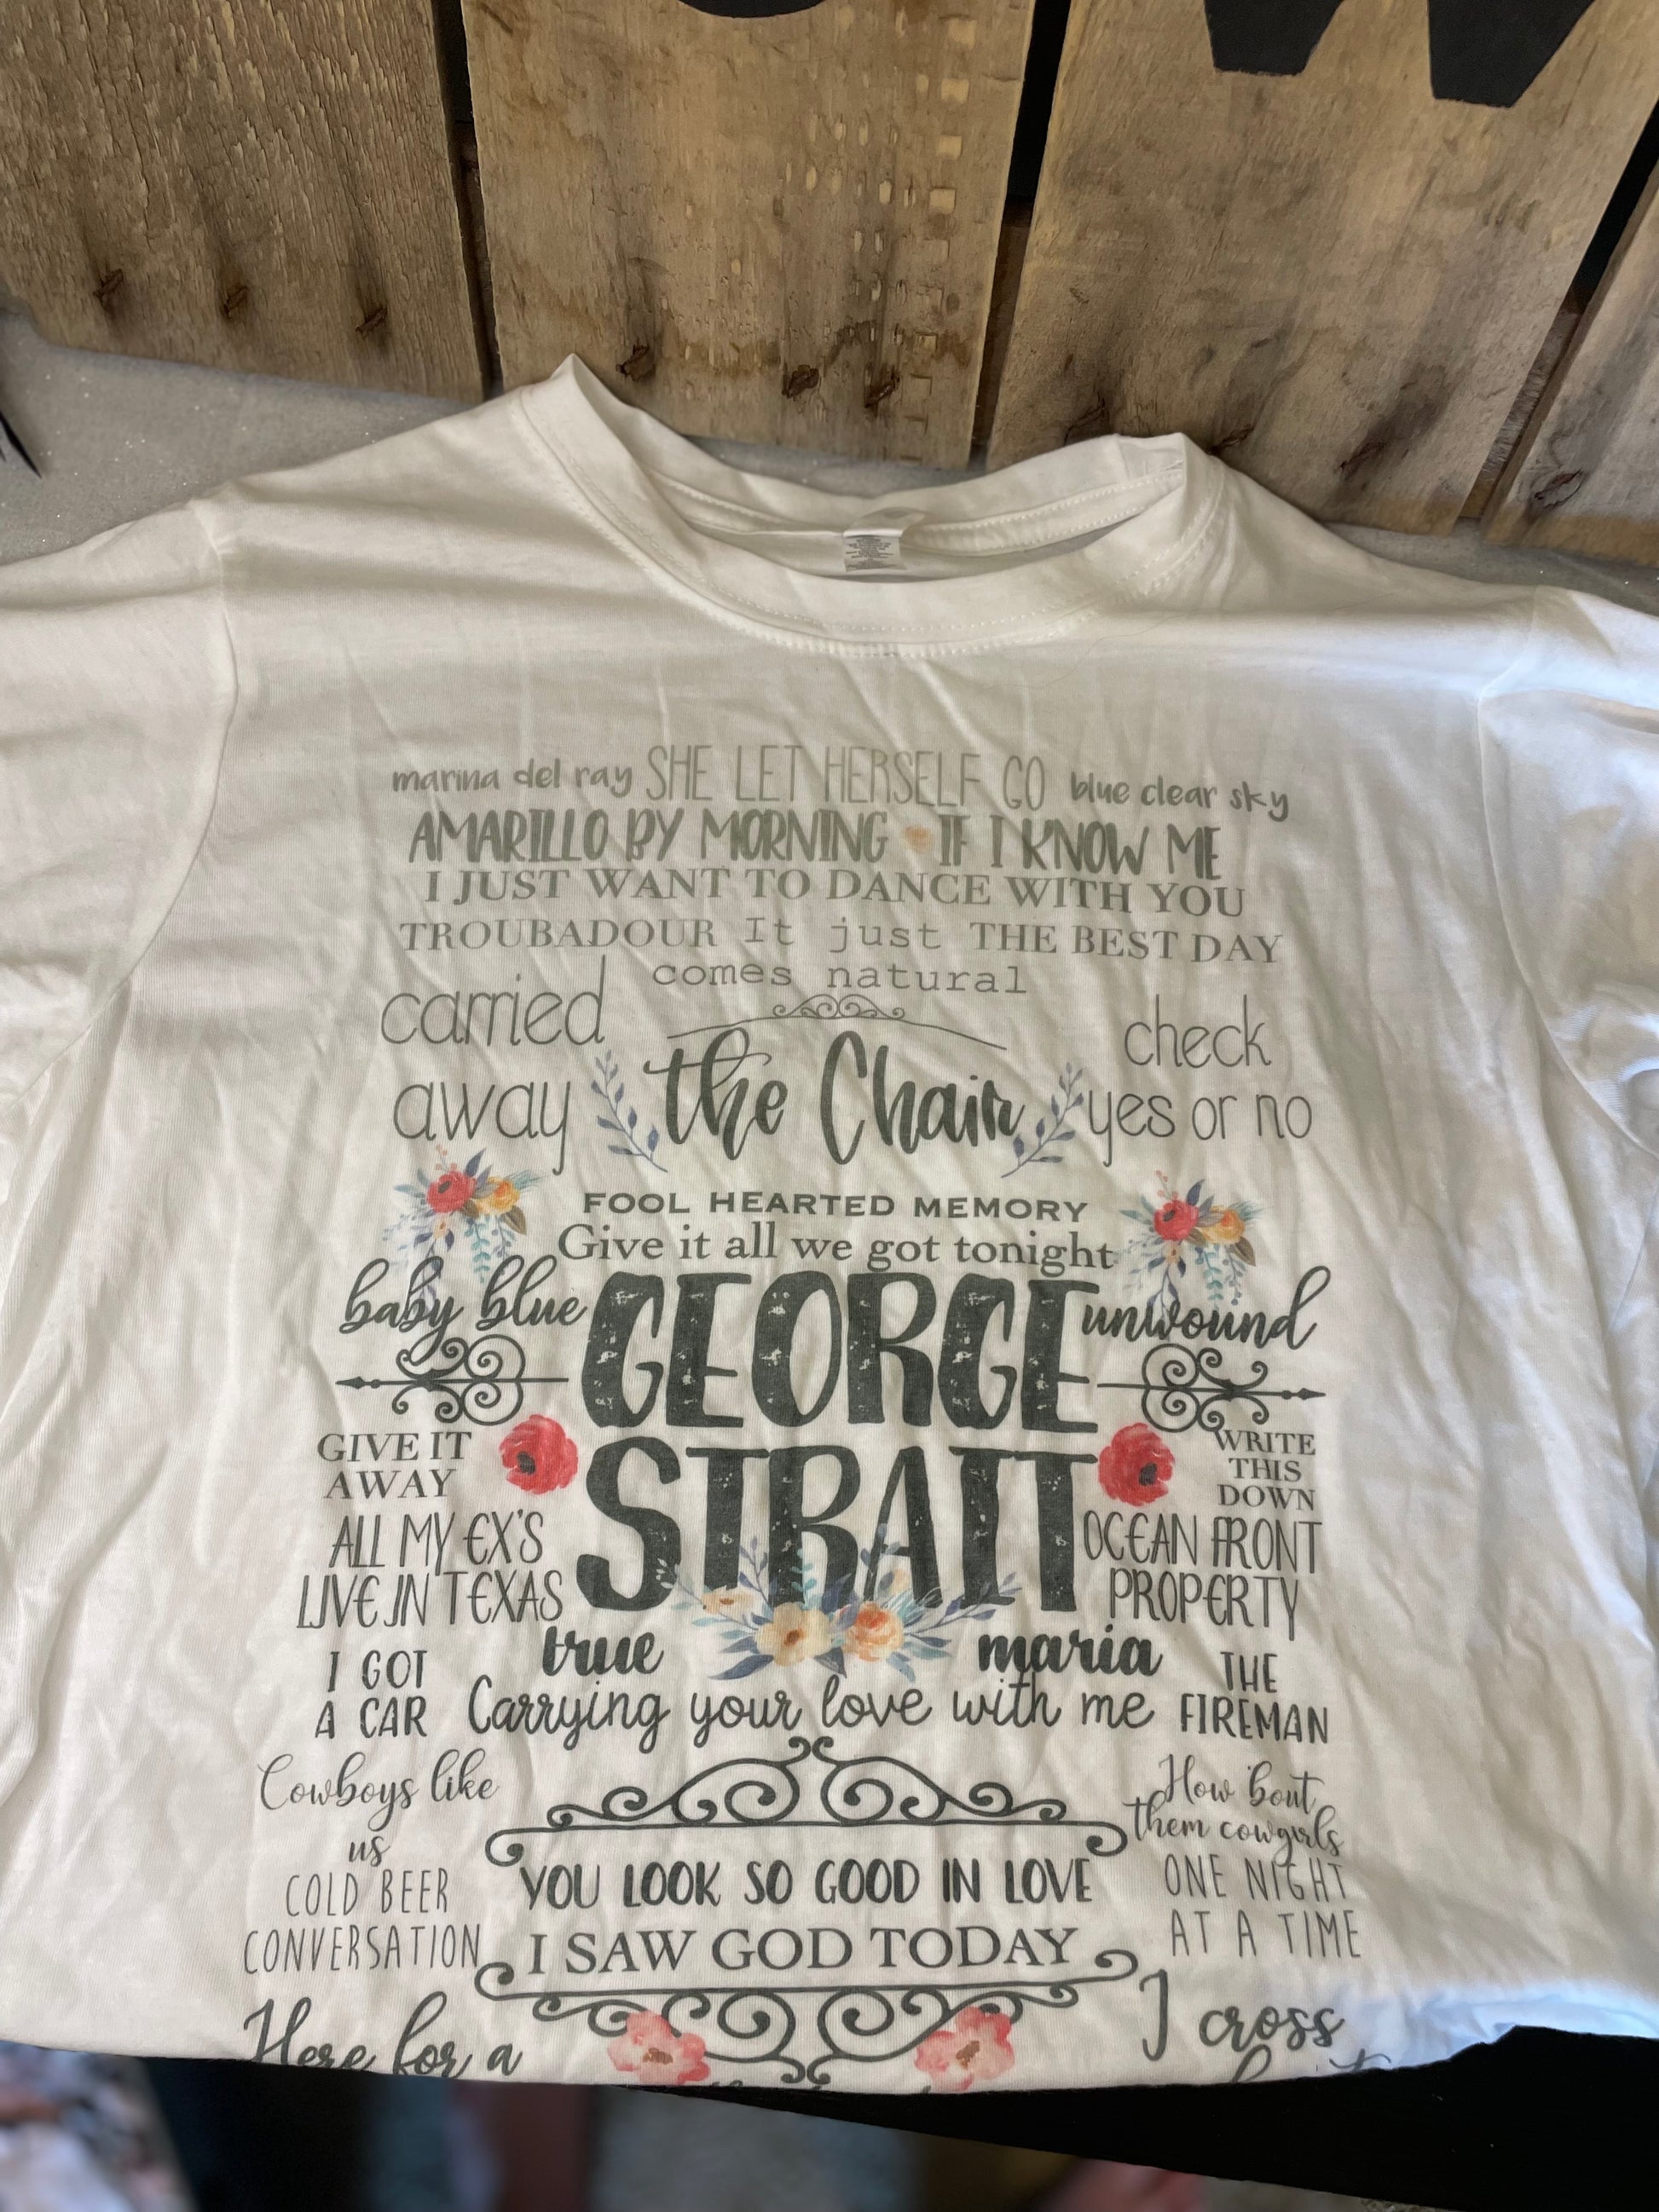 W
marina del ray SHE LET HERSELF GO blue clear sky
AMARILLO BY MORNING IF I KNOW ME
I JUST WANT TO DANCE WITH YOU
TROUBADOUR It just THE BEST DAY
comes natural
carried
away
the Chair
check
yes or no
FOOL HEARTED MEMORY
Give it all we got tonight
baby blue
GEORGE
STRAIT
unwound
GIVE IT
AWAY
WRITE
THIS
DOWN
ALL MY EX'S
LIVE IN TEXAS
OCEAN FRONT
PROPERTY
true
maria
I GOT
A CAR
Carrying your love with me
THE
FIREMAN
Cowboys like
us
How 'bout
them cowgirls
COLD BEER
CONVERSATION
YOU LOOK SO GOOD IN LOVE
I SAW GOD TODAY
ONE NIGHT
AT A TIME
Here for a
I cross